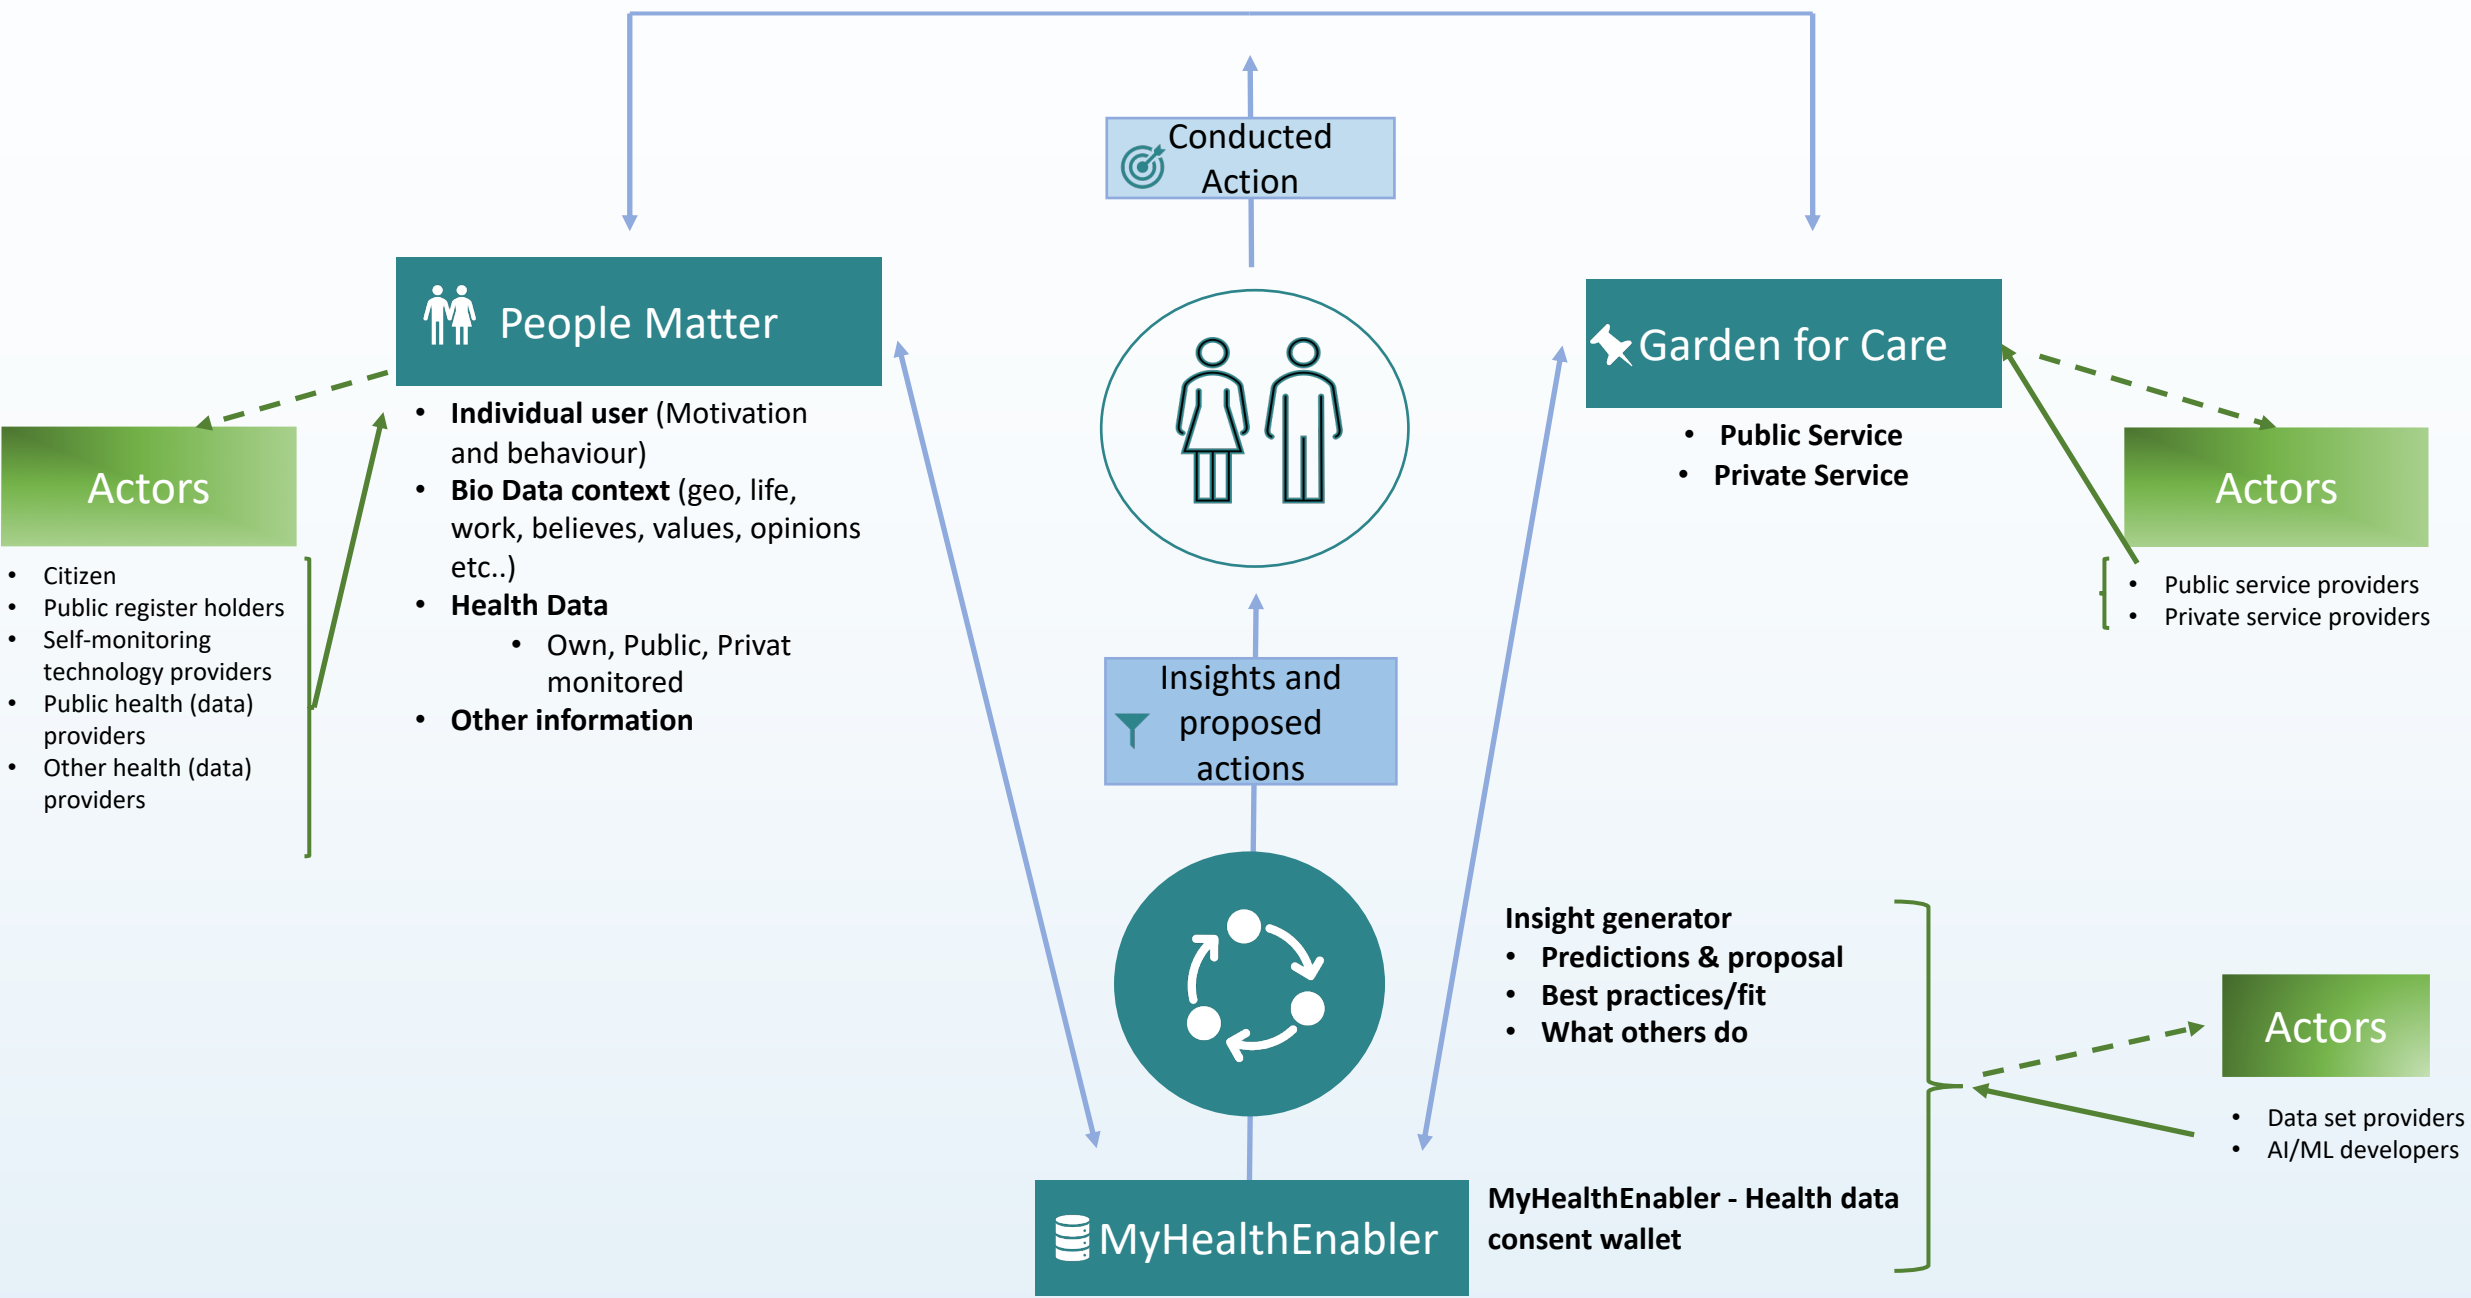 Conducted
Action
People Matter
• Individual user (Motivation
and behaviour)
• Bio Data context (geo, life,
work, believes, values, opinions
etc..)
• Health Data
• Own, Public, Privat
monitored
• Other information
Actors
• Citizen
• Public register holders
• Self-monitoring
technology providers
• Public health (data)
providers
• Other health (data)
providers
Garden for Care
• Public Service
• Private Service
Actors
• Public service providers
• Private service providers
Insights and
proposed
actions
Insight generator
• Predictions & proposal
• Best practices/fit
• What others do
Actors
• Data set providers
• AI/ML developers
MyHealthEnabler
MyHealthEnabler - Health data
consent wallet